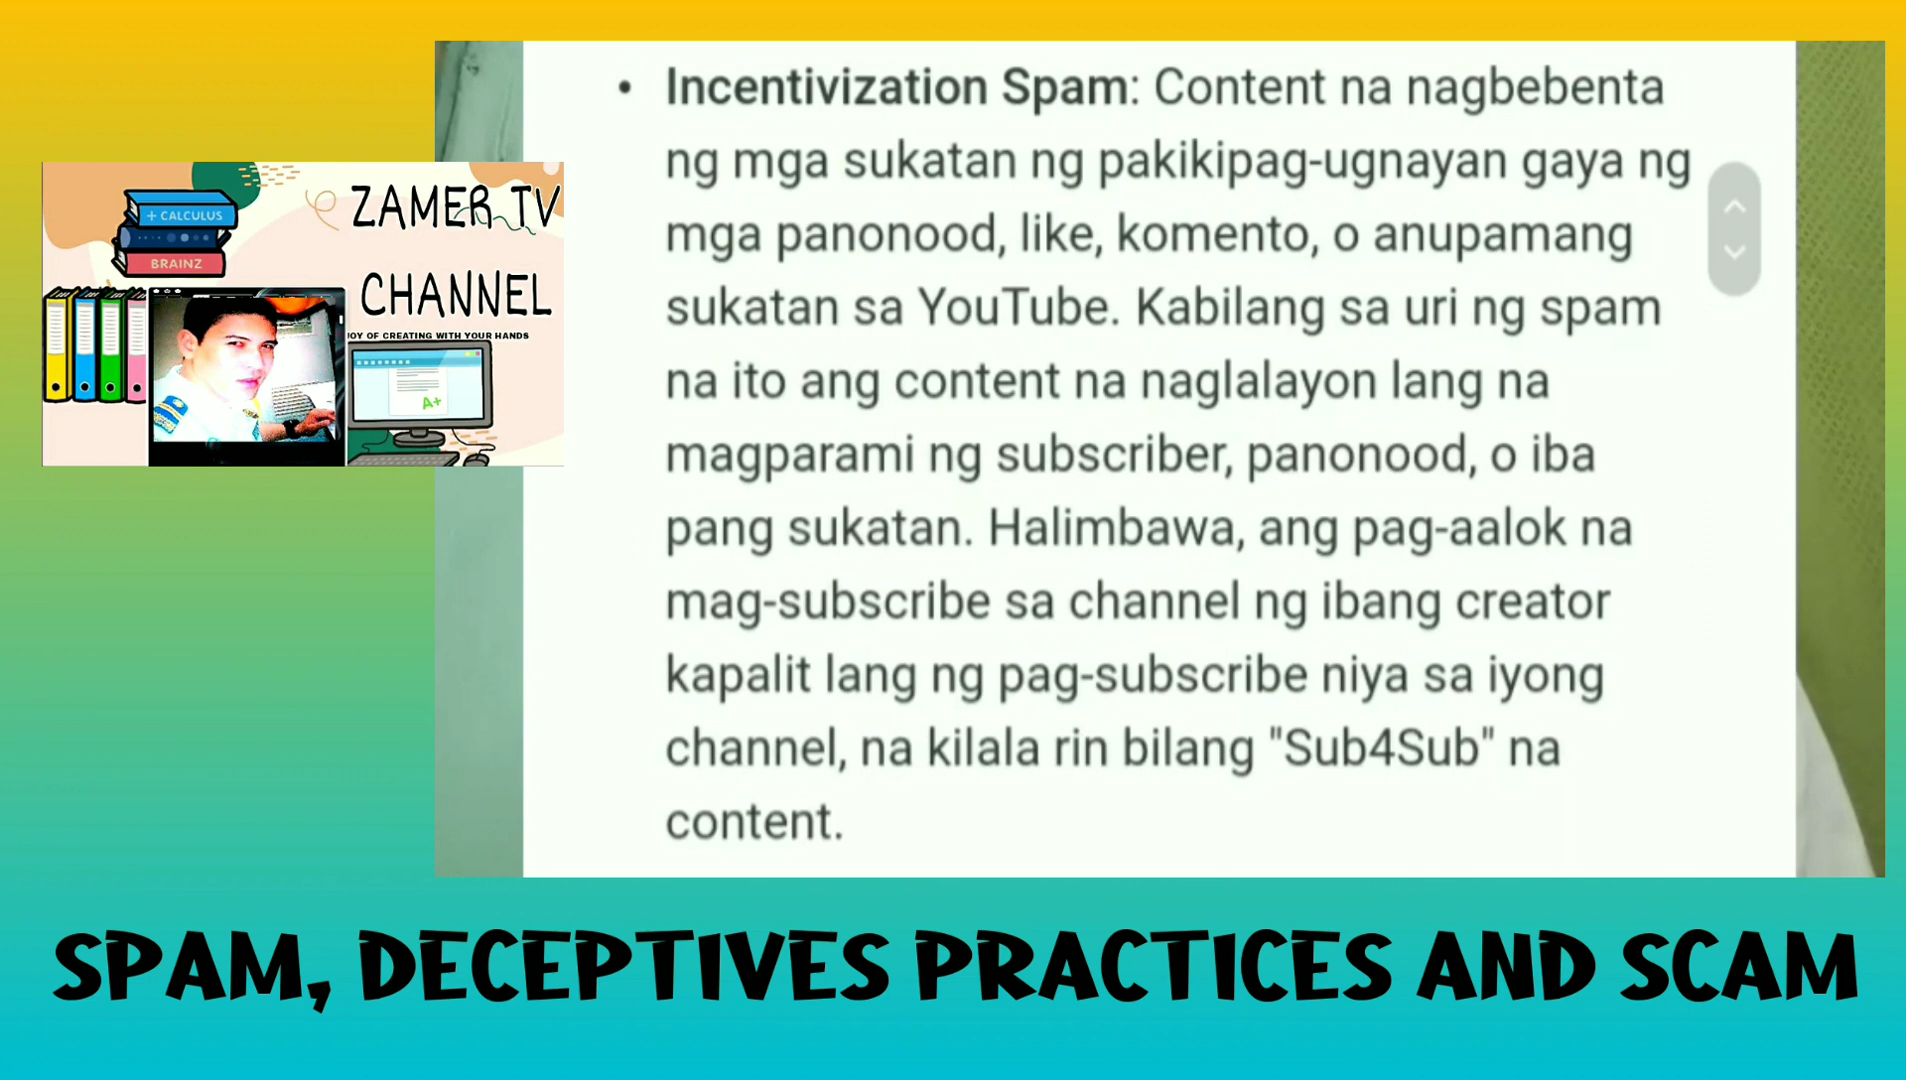 • Incentivization Spam: Content na nagbebenta
ng mga sukatan ng pakikipag-ugnayan gaya ng
mga panonood, like, komento, o anupamang
sukatan sa YouTube. Kabilang sa uri ng spam
na ito ang content na naglalayon lang na
magparami ng subscriber, panonood, o iba
pang sukatan. Halimbawa, ang pag-aalok na
mag-subscribe sa channel ng ibang creator
kapalit lang ng pag-subscribe niya sa iyong
channel, na kilala rin bilang "Sub4Sub" na
content.
ZAMER TV
CHANNEL
JOY OF CREATING WITH YOUR HANDS
+ CALCULUS
BRAINZ
A+
SPAM, DECEPTIVES PRACTICES AND SCAM